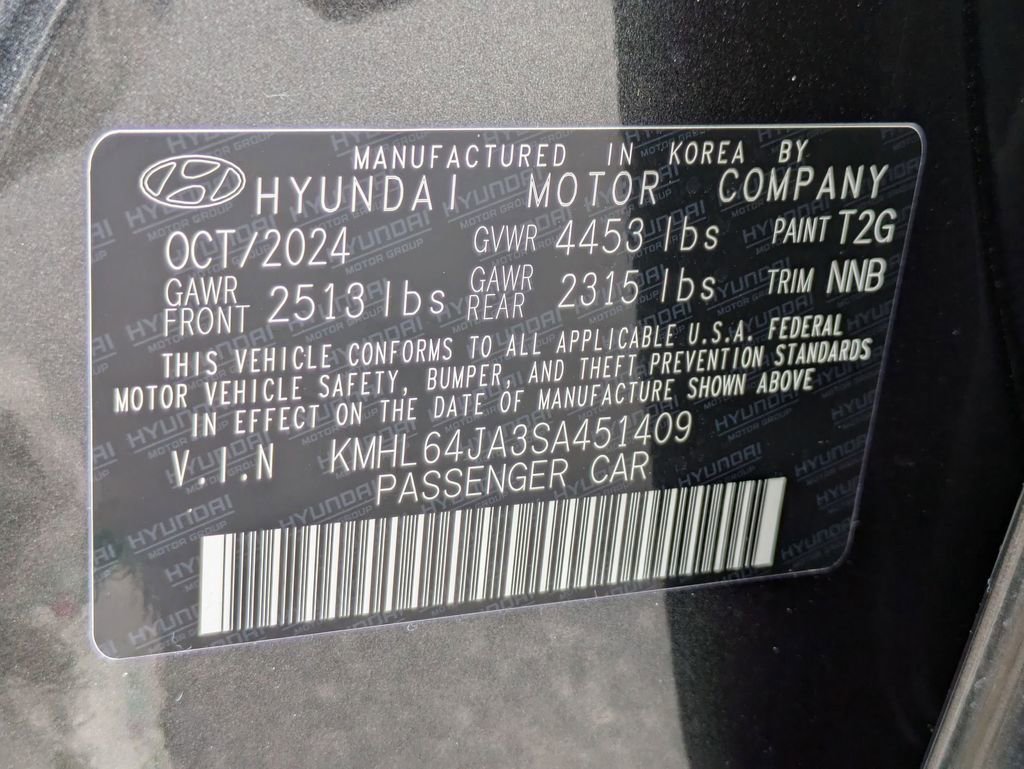 MANUFACTURED IN KOREA BY
HYUNDAI MOTOR COMPANY
OCT/2024 GVWR 4453 lbs PAINT T2G
GAWR FRONT 2513 lbs GAWR REAR 2315 lbs TRIM NNB
THIS VEHICLE CONFORMS TO ALL APPLICABLE U.S.A. FEDERAL
MOTOR VEHICLE SAFETY, BUMPER, AND THEFT PREVENTION STANDARDS
IN EFFECT ON THE DATE OF MANUFACTURE SHOWN ABOVE
V.I.N KMHL64JA3SA451409
PASSENGER CAR